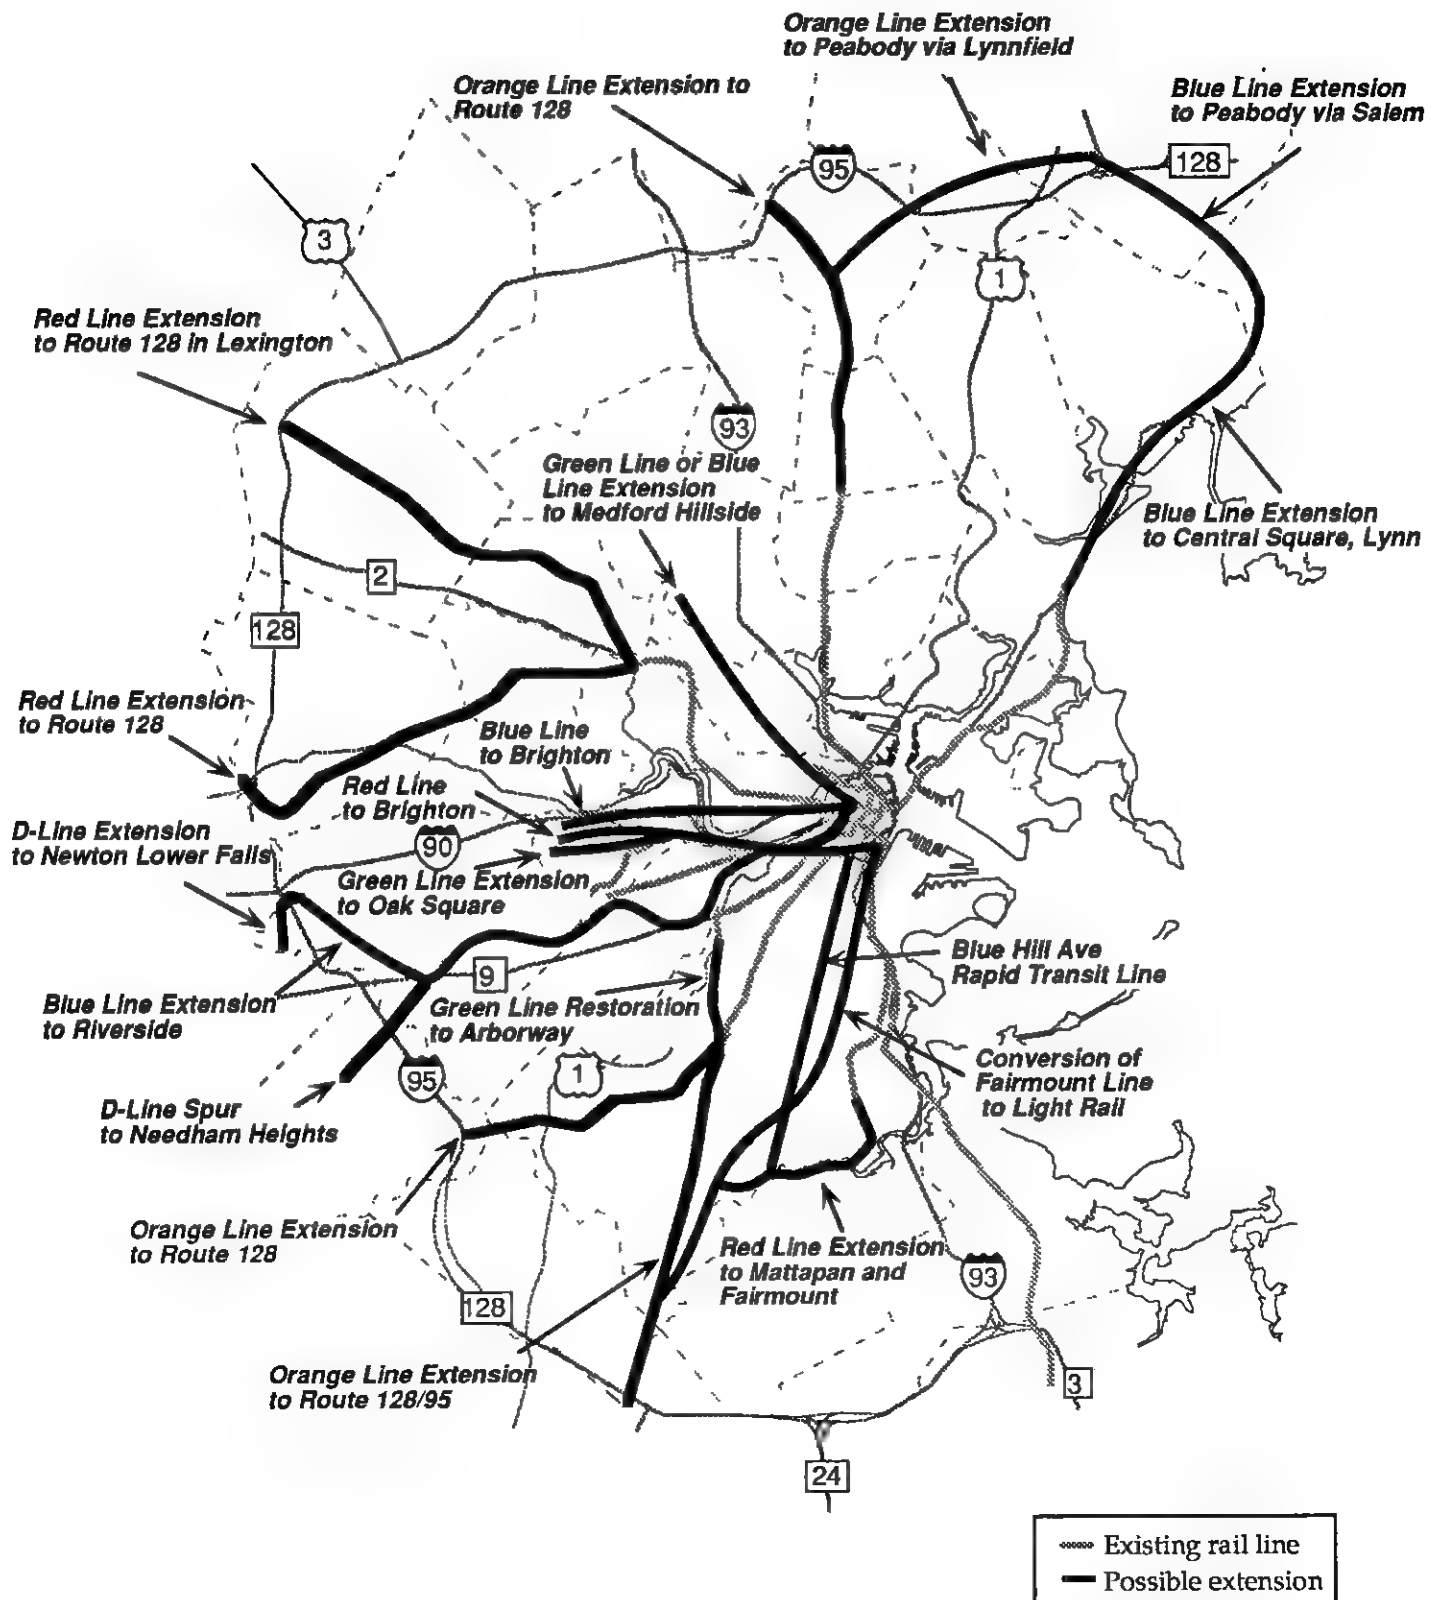 Orange Line Extension
to Peabody via Lynnfield
Orange Line Extension to
Route 128
Blue Line Extension
to Peabody via Salem
95
128
3
1
Red Line Extension
to Route 128 in Lexington
93
Green Line or Blue
Line Extension
to Medford Hillside
Blue Line Extension
to Central Square, Lynn
2
128
Red Line Extension
to Route 128
Blue Line
to Brighton
Red Line
to Brighton
D-Line Extension
to Newton Lower Falls
90
Green Line Extension
to Oak Square
9
Blue Hill Ave
Rapid Transit Line
Blue Line Extension
to Riverside
Green Line Restoration
to Arborway
95
1
Conversion of
Fairmount Line
to Light Rail
D-Line Spur
to Needham Heights
Orange Line Extension
to Route 128
Red Line Extension
to Mattapan and
Fairmount
93
128
Orange Line Extension
to Route 128/95
3
24
Existing rail line
Possible extension